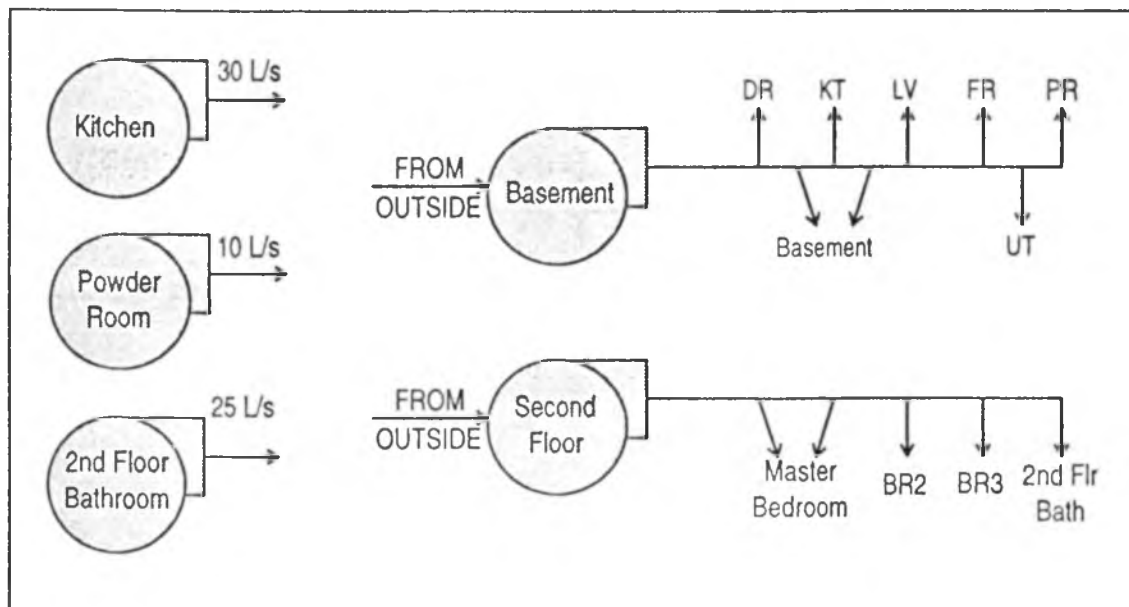 30 L/s
Kitchen
10 L/s
Powder
Room
25 L/s
2nd Floor
Bathroom
DR KT LV FR PR
FROM
OUTSIDE
Basement
Basement
UT
FROM
OUTSIDE
Second
Floor
Master
Bedroom
BR2
BR3
2nd Flr
Bath